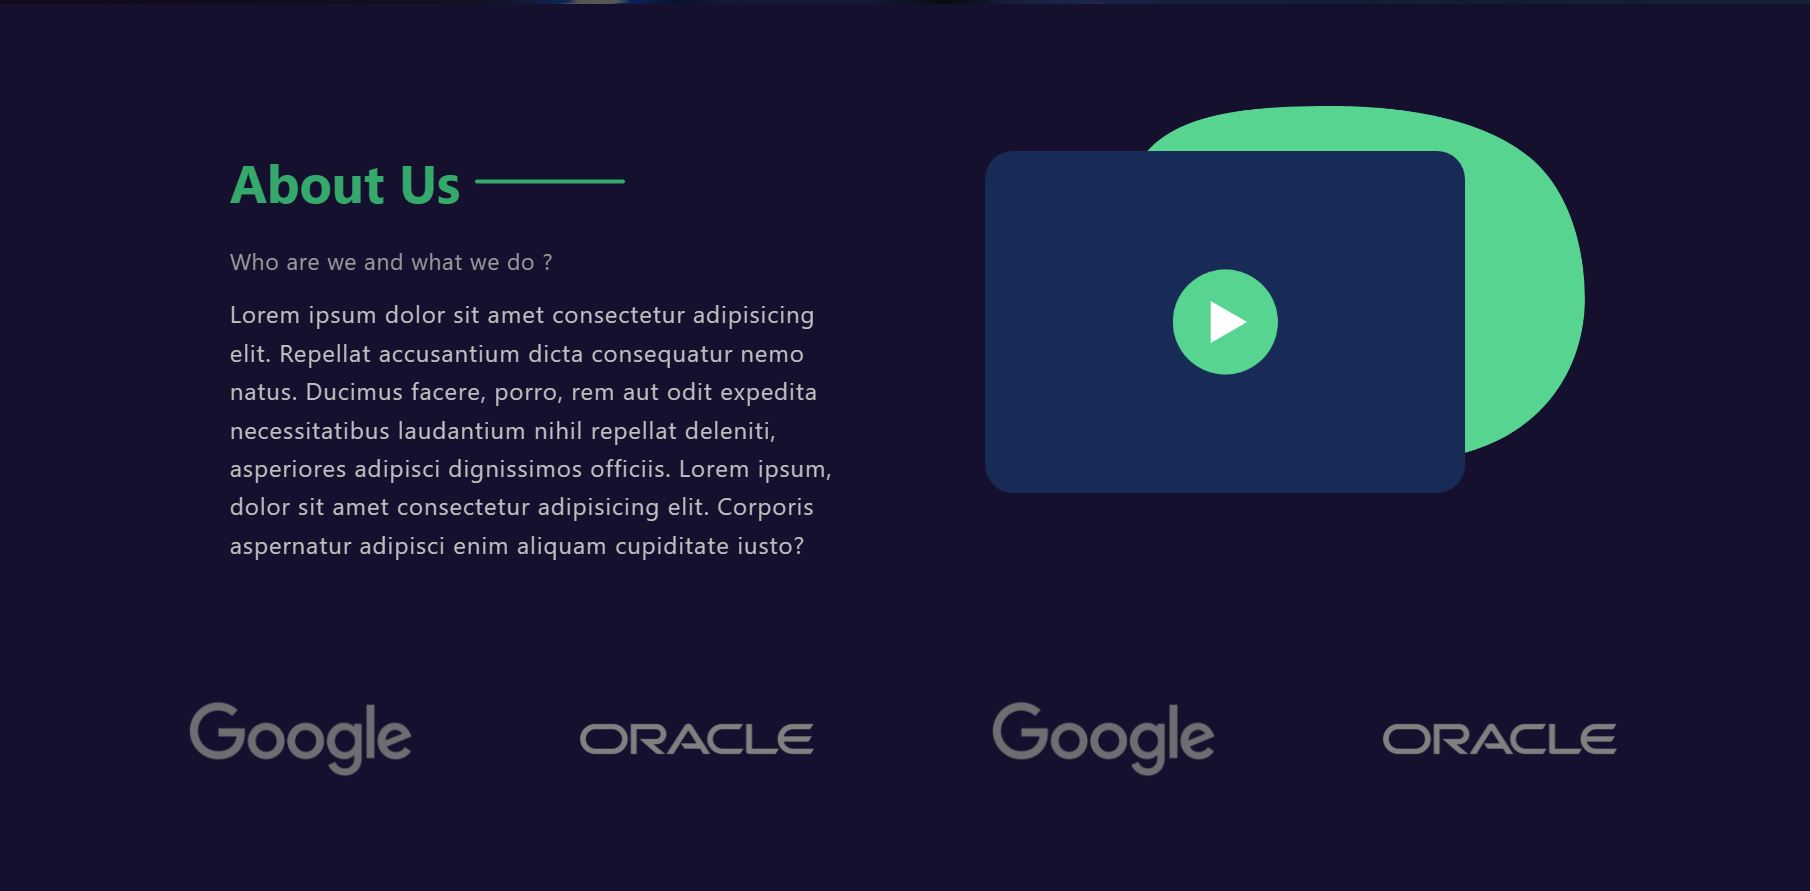 About Us
Who are we and what we do ?
Lorem ipsum dolor sit amet consectetur adipisicing
elit. Repellat accusantium dicta consequatur nemo
natus. Ducimus facere, porro, rem aut odit expedita
necessitatibus laudantium nihil repellat deleniti,
asperiores adipisci dignissimos officiis. Lorem ipsum,
dolor sit amet consectetur adipisicing elit. Corporis
aspernatur adipisci enim aliquam cupiditate iusto?
Google ORACLE Google ORACLE